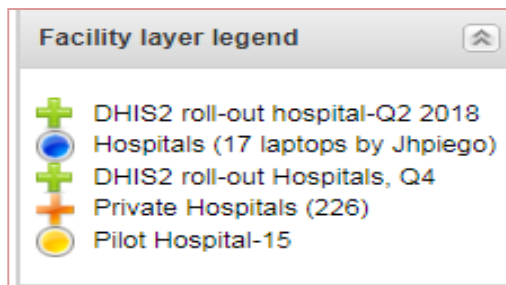 Facility layer legend
DHIS2 roll-out hospital-Q2 2018
Hospitals (17 laptops by Jhpiego)
DHIS2 roll-out Hospitals, Q4
Private Hospitals (226)
Pilot Hospital-15